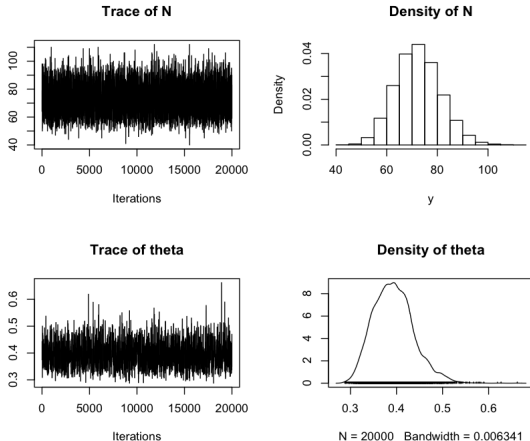 Trace of N
40 60 80 100
0 5000 10000 15000 20000
Iterations
Density of N
Density
0.00 0.02 0.04
40 60 80 100
y
Trace of theta
0.3 0.4 0.5 0.6
0 5000 10000 15000 20000
Iterations
Density of theta
0 2 4 6 8
0.3 0.4 0.5 0.6
N = 20000 Bandwidth = 0.006341